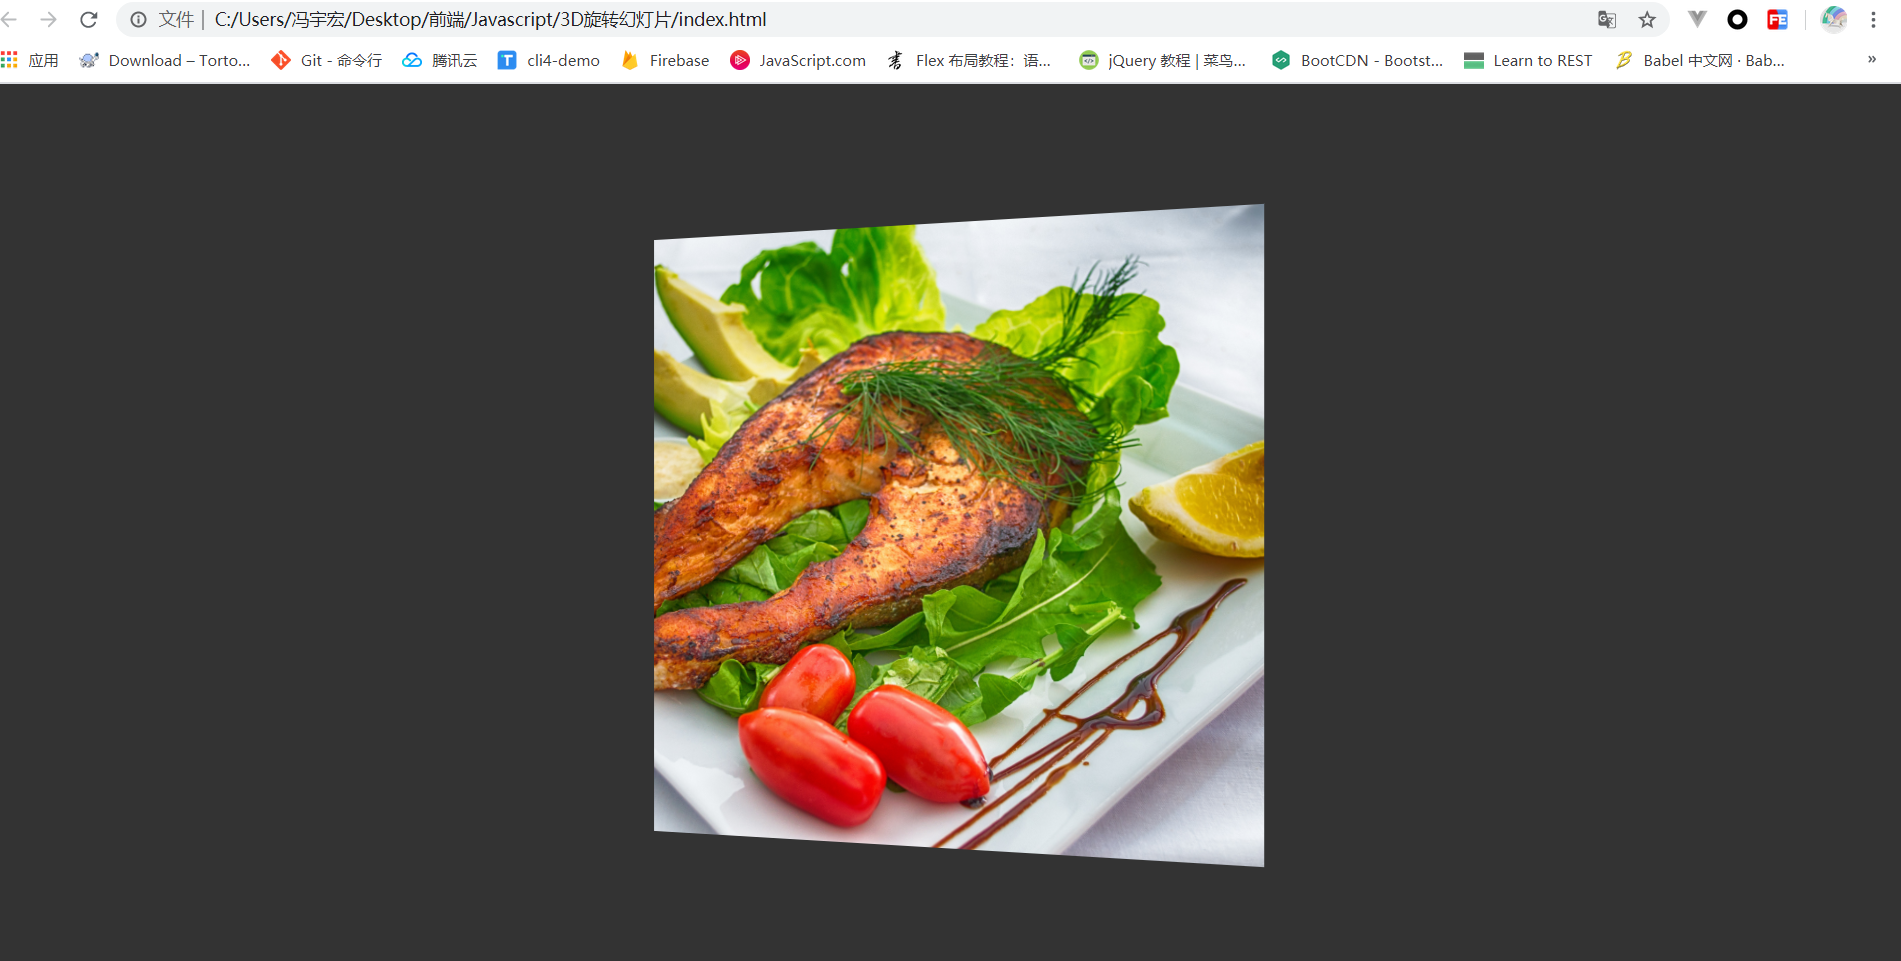 文件 | C:/Users/冯宇宏/Desktop/前端/Javascript/3D旋转幻灯片/index.html
应用 Download – Torto... Git - 命令行 腾讯云 T cli4-demo Firebase JavaScript.com Flex 布局教程：语... jQuery 教程 | 菜鸟... BootCDN - Bootst... Learn to REST Babel 中文网 · Bab... »